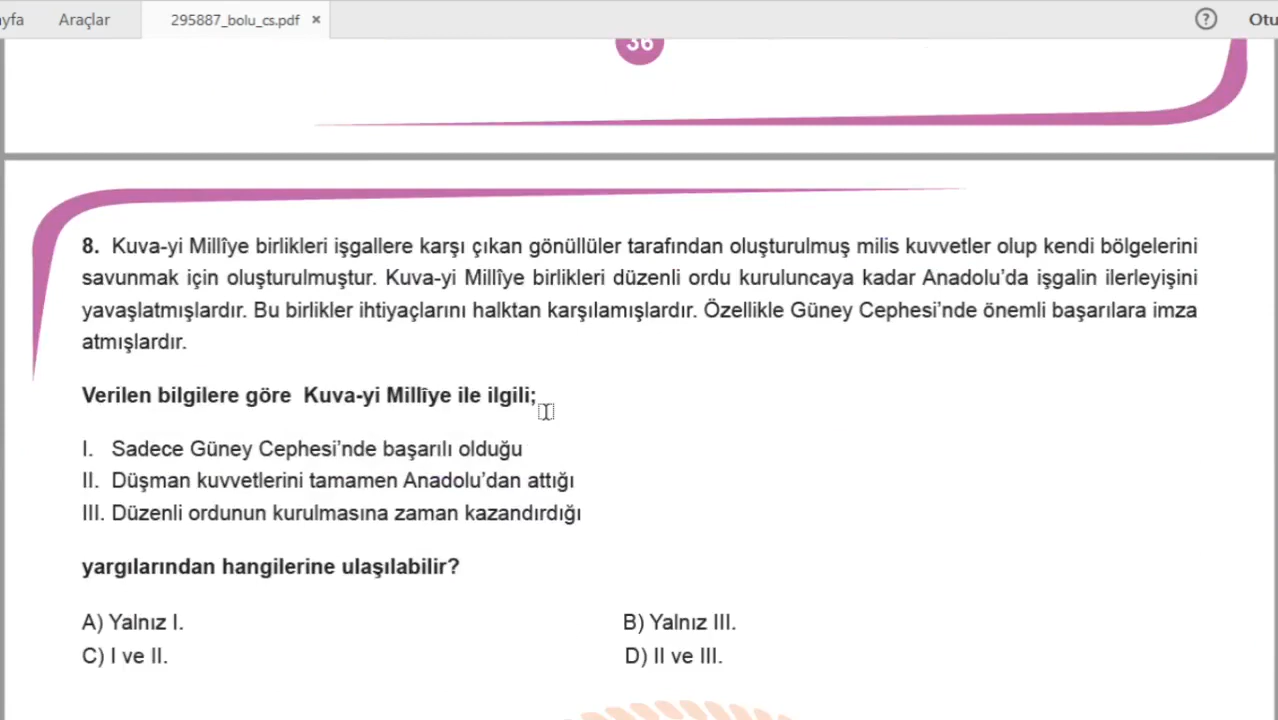 yfa Araçlar 295887_bolu_cs.pdf × ? Otu
36
8. Kuva-yi Millîye birlikleri işgallere karşı çıkan gönüllüler tarafından oluşturulmuş milis kuvvetler olup kendi bölgelerini
savunmak için oluşturulmuştur. Kuva-yi Millîye birlikleri düzenli ordu kuruluncaya kadar Anadolu’da işgalin ilerleyişini
yavaşlatmışlardır. Bu birlikler ihtiyaçlarını halktan karşılamışlardır. Özellikle Güney Cephesi’nde önemli başarılara imza
atmışlardır.
Verilen bilgilere göre Kuva-yi Millîye ile ilgili;
I. Sadece Güney Cephesi’nde başarılı olduğu
II. Düşman kuvvetlerini tamamen Anadolu’dan attığı
III. Düzenli ordunun kurulmasına zaman kazandırdığı
yargılarından hangilerine ulaşılabilir?
A) Yalnız I. B) Yalnız III.
C) I ve II. D) II ve III.